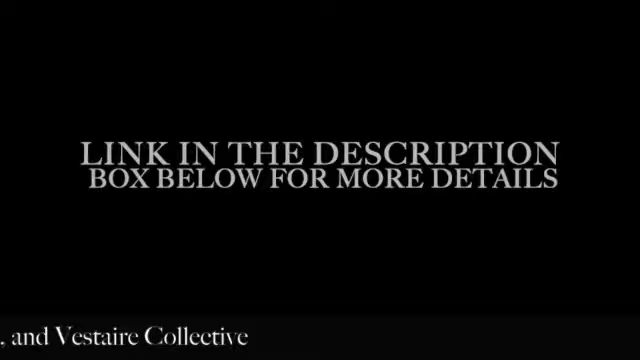 LINK IN THE DESCRIPTION
BOX BELOW FOR MORE DETAILS
, and Vestaire Collective